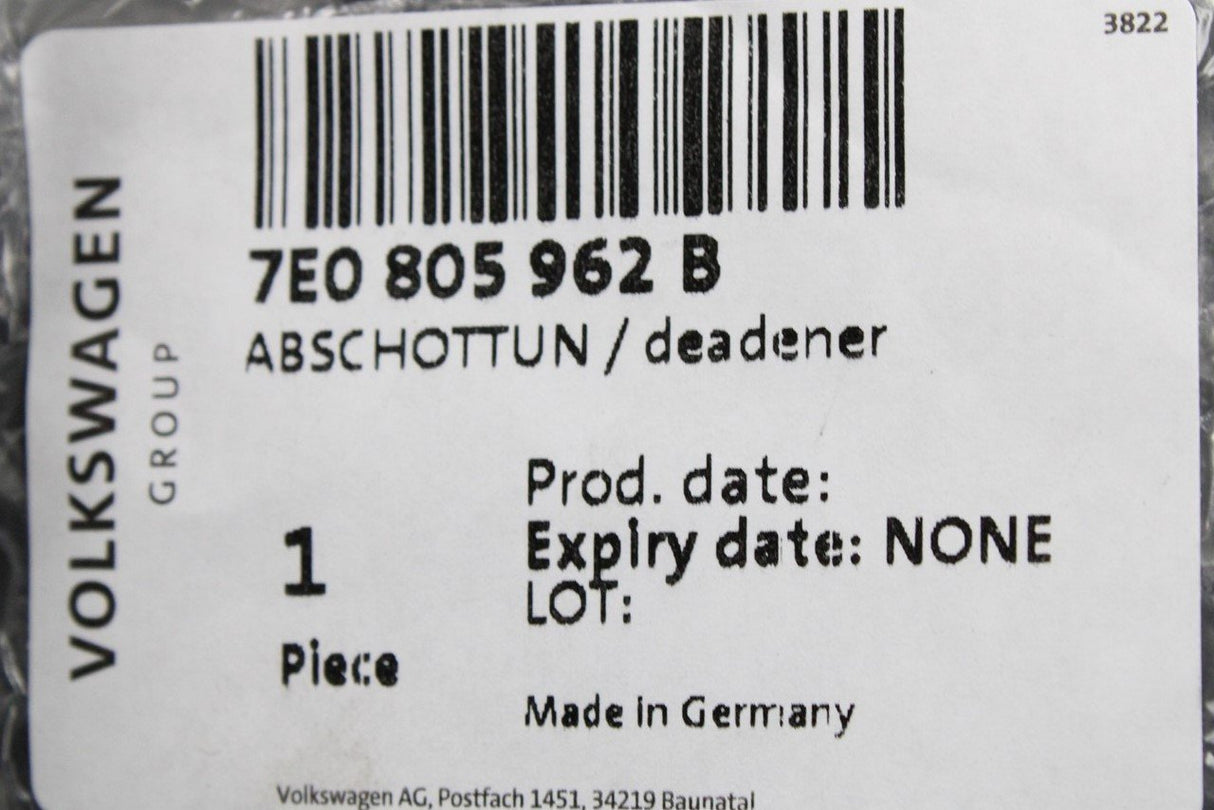 3822
VOLKSWAGEN
GROUP
7E0 805 962 B
ABSCHOTTUN / deadener
Prod. date:
Expiry date: NONE
LOT:
1
Piece
Made in Germany
Volkswagen AG, Postfach 1451, 34219 Baunatal